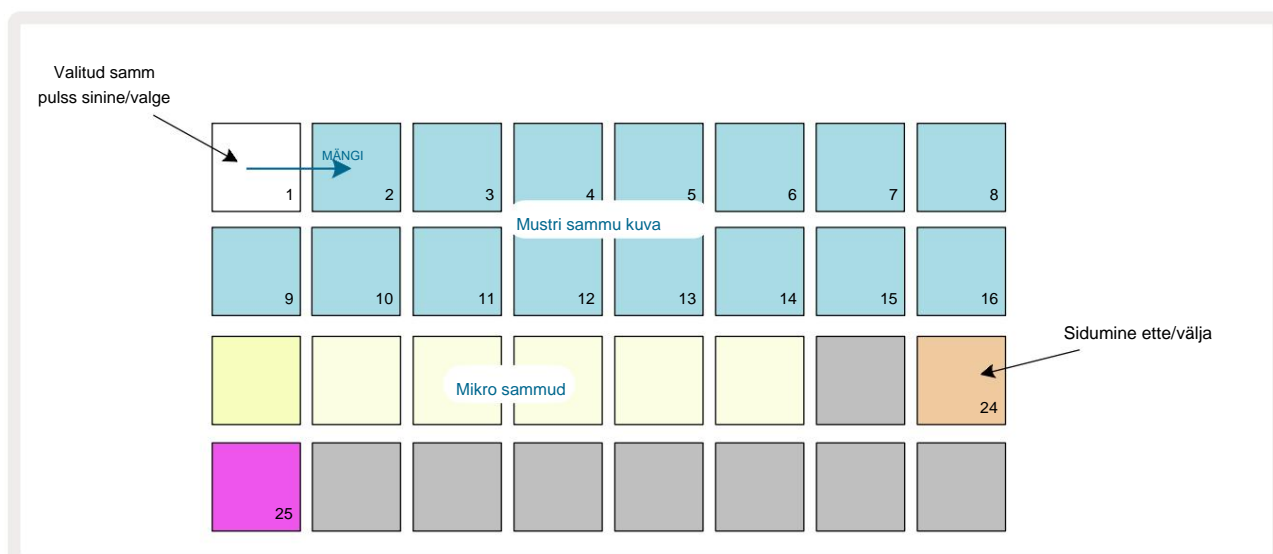 Valitud samm
pulss sinine/valge
MÄNGI
1 2 3 4 5 6 7 8
Mustri sammu kuva
9 10 11 12 13 14 15 16
Sidumine ette/välja
Mikro sammud
24
25